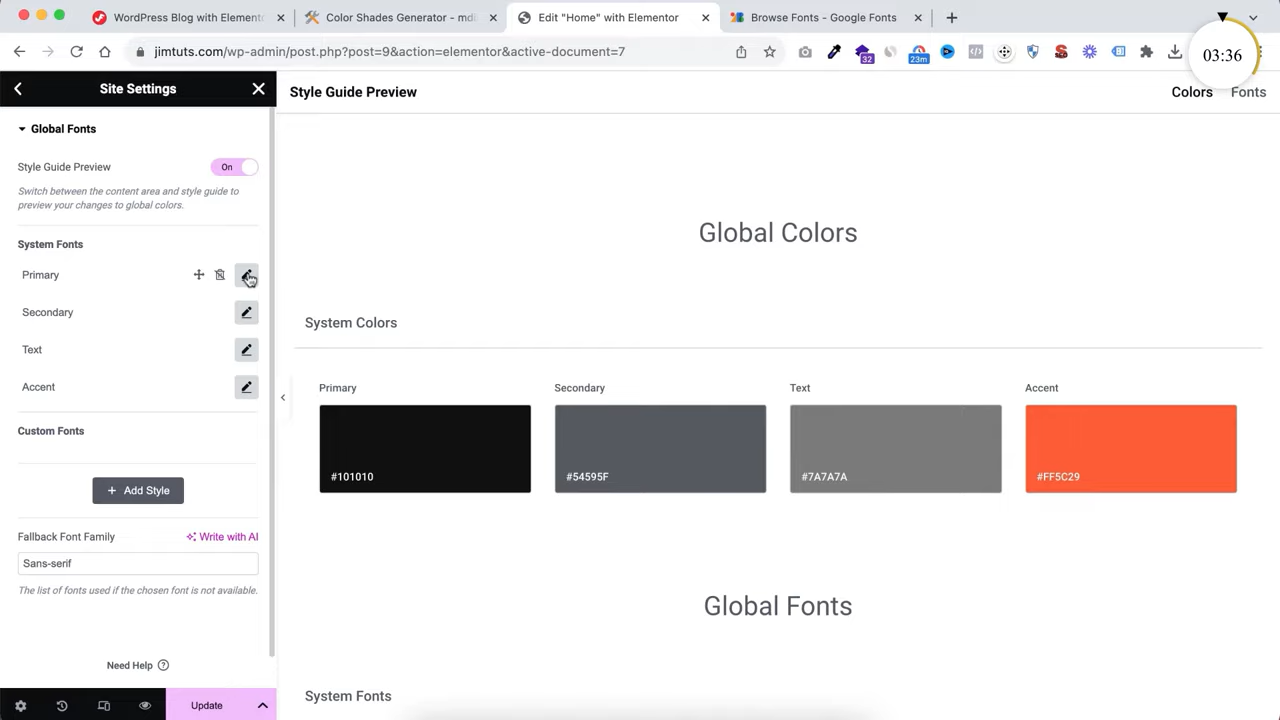 WordPress Blog with Element
Color Shades Generator - mdi
Edit "Home" with Elementor
Browse Fonts - Google Fonts
jimtuts.com/wp-admin/post.php?post=9&action=elementor&active-document=7
32
23m
03:36
Site Settings
Style Guide Preview
Colors
Fonts
Global Fonts
Style Guide Preview
On
Switch between the content area and style guide to
preview your changes to global colors.
System Fonts
Primary
Secondary
Text
Accent
Custom Fonts
+ Add Style
Fallback Font Family
Write with AI
Sans-serif
The list of fonts used if the chosen font is not available.
Need Help
Update
Global Colors
System Colors
Primary
Secondary
Text
Accent
#101010
#54595F
#7A7A7A
#FF5C29
Global Fonts
System Fonts